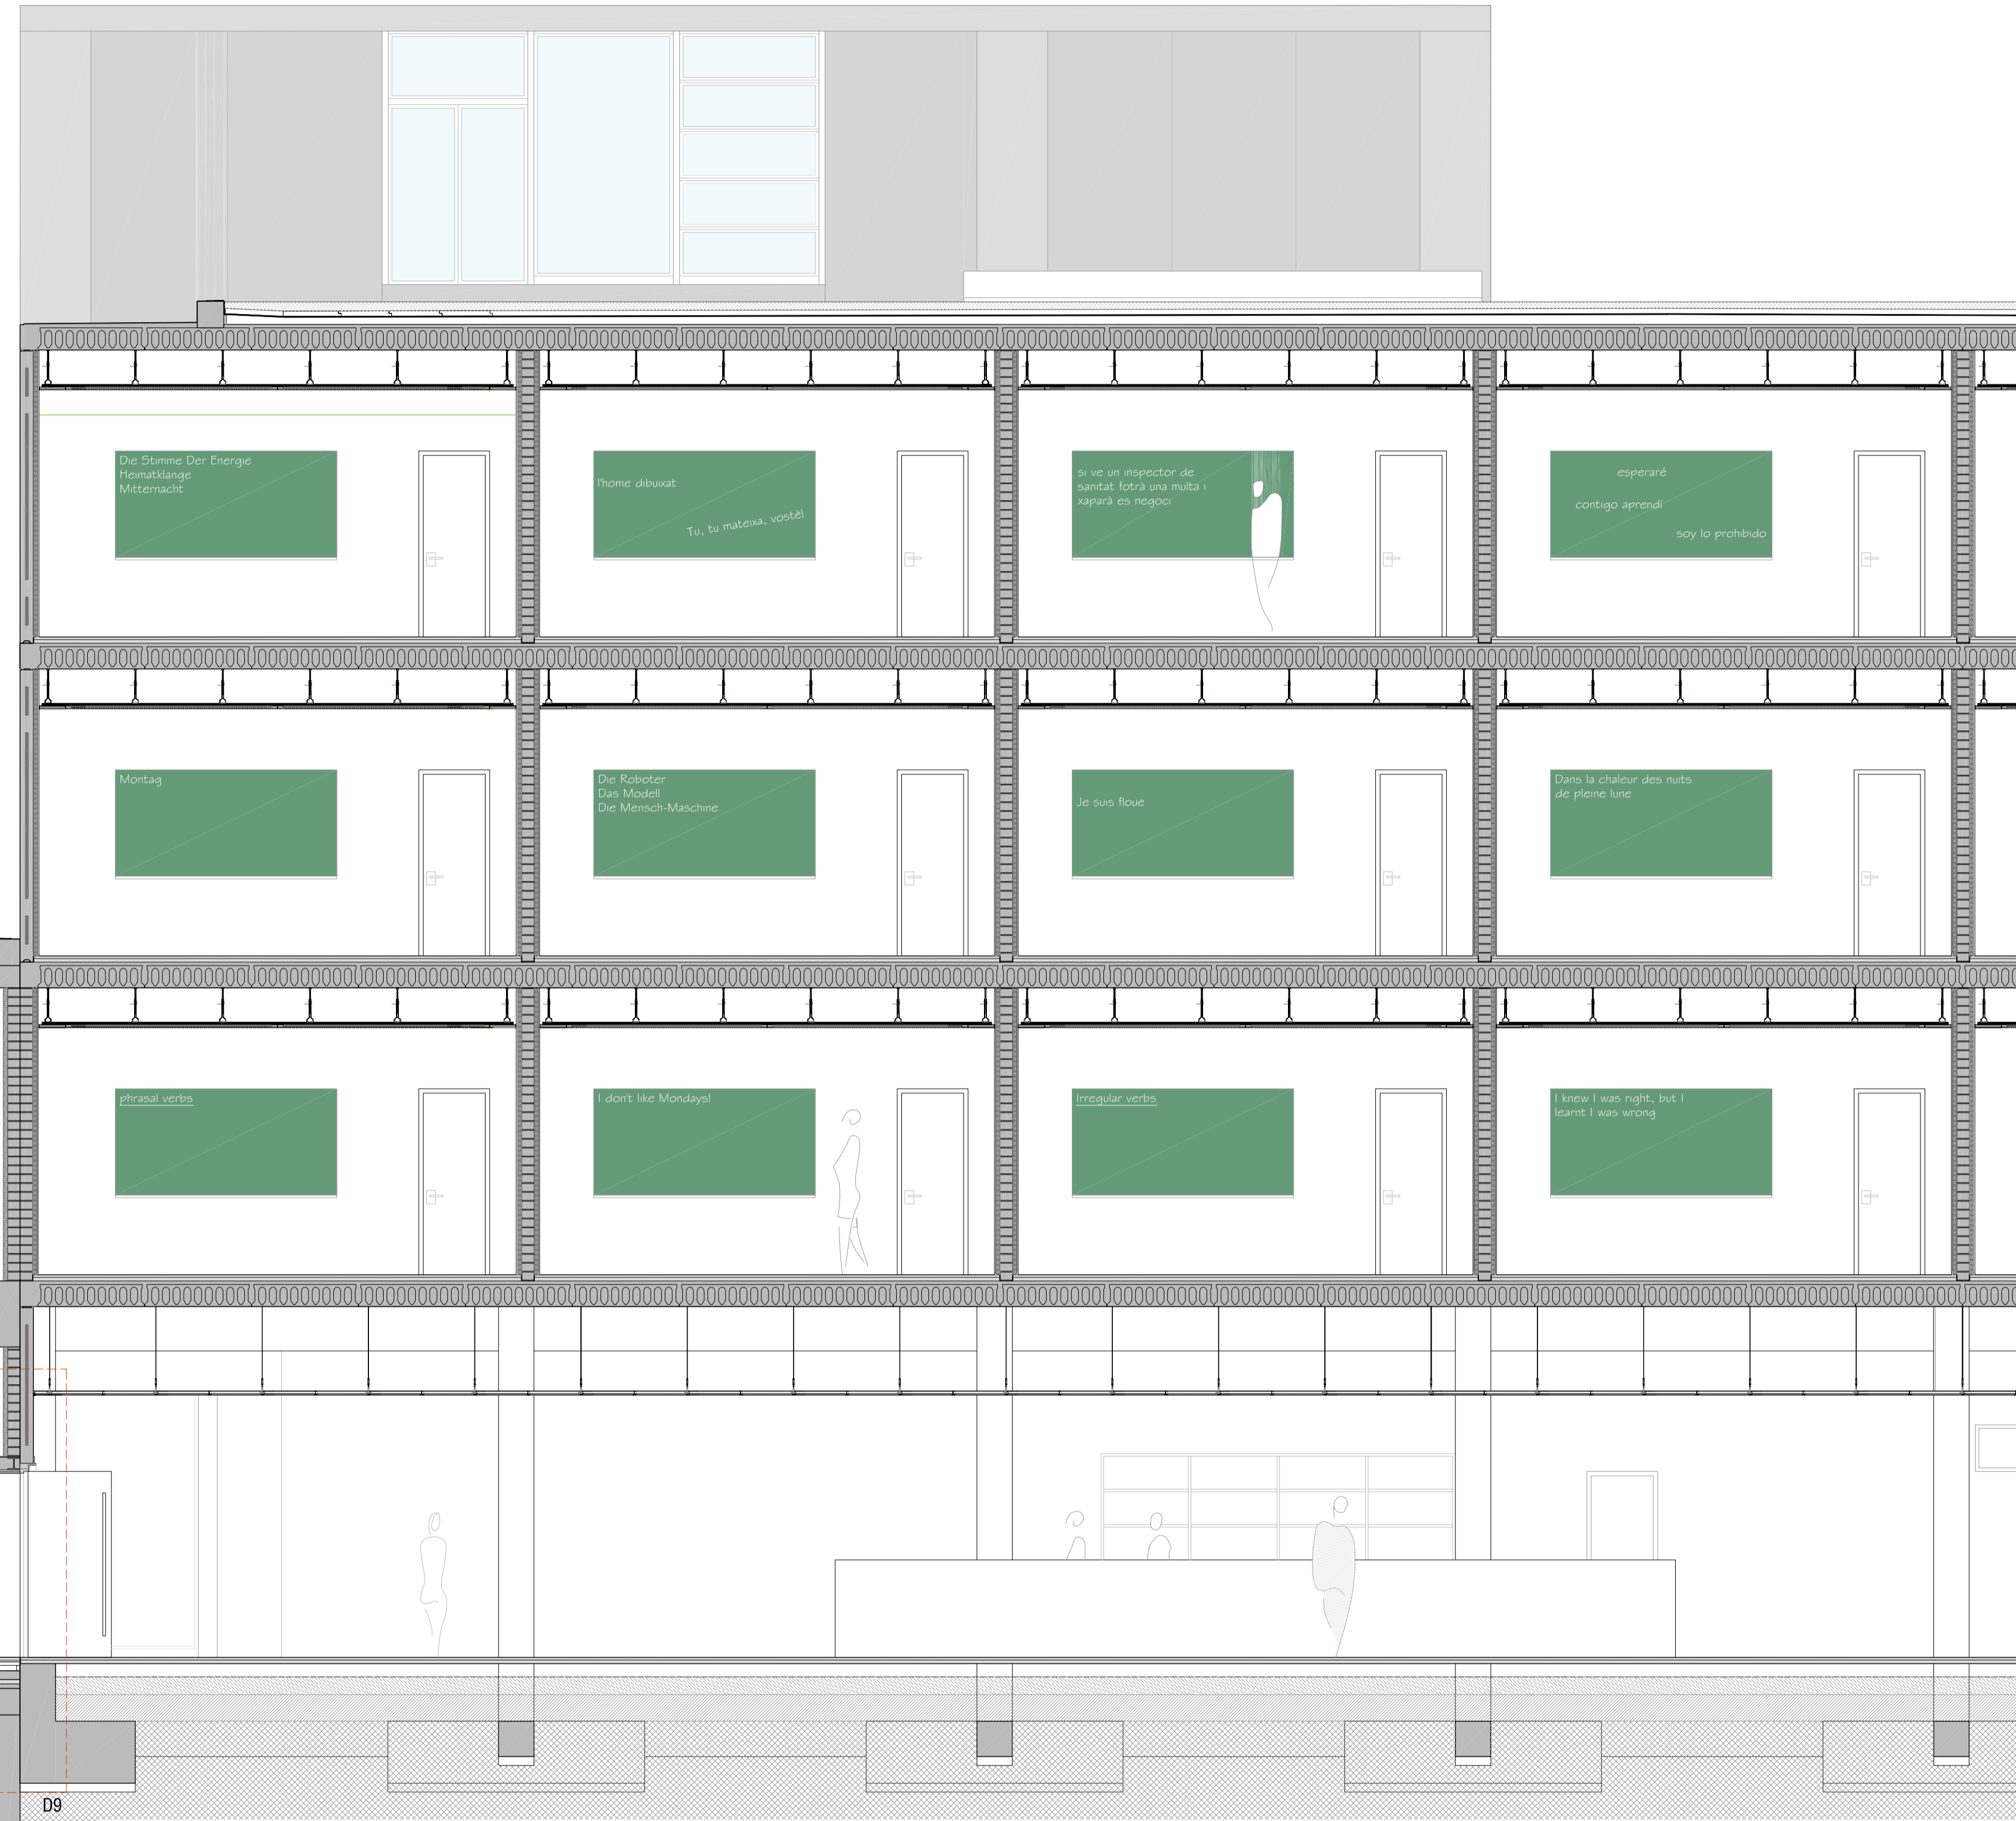 Die Stimme Der Energie
Heimatklange
Mitternacht
l'home dibuixat
Tu, tu mateixa, vostè!
si ve un inspector de
sanitat fotrà una multa i
xaparà es negoci
esperaré
contigo aprendí
soy lo prohibido
Montag
Die Roboter
Das Modell
Die Mensch-Maschine
Je suis floue
Dans la chaleur des nuits
de pleine lune
phrasal verbs
I don't like Mondays!
Irregular verbs
I knew I was right, but I
learnt I was wrong
D9